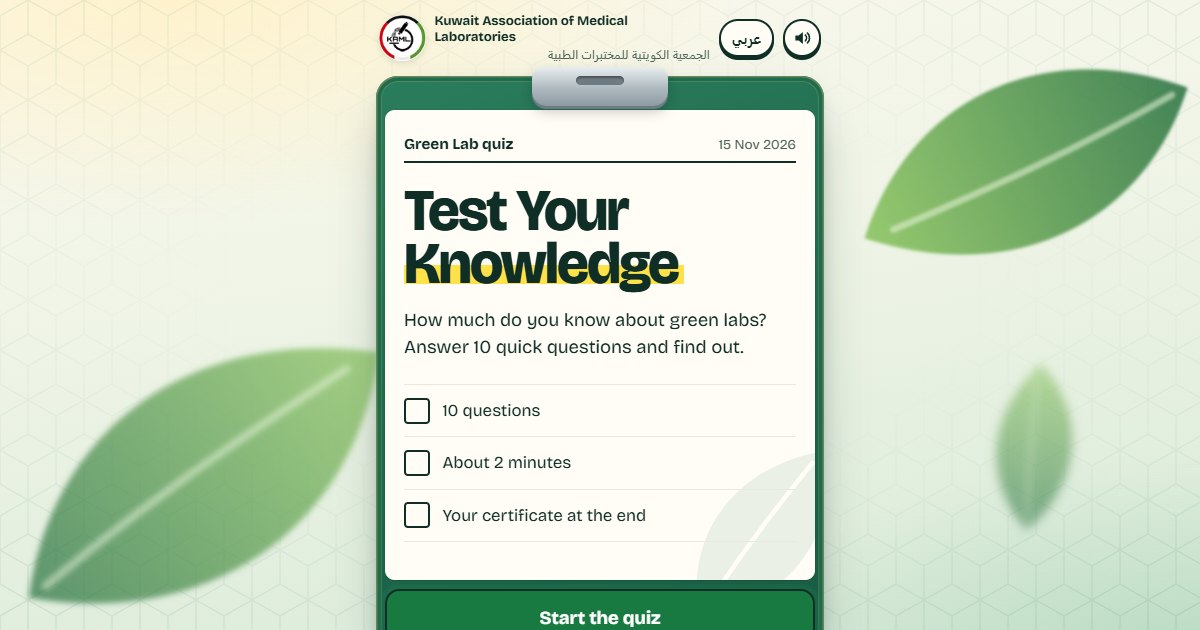 KAML
Kuwait Association of Medical
Laboratories
الجمعية الكويتية للمختبرات الطبية
عربي
Green Lab quiz
15 Nov 2026
Test Your
Knowledge
How much do you know about green labs?
Answer 10 quick questions and find out.
10 questions
About 2 minutes
Your certificate at the end
Start the quiz